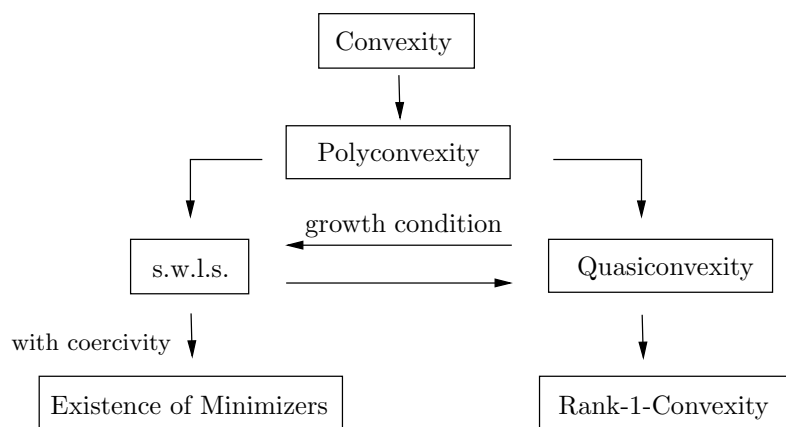 Convexity
Polyconvexity
growth condition
s.w.l.s.
Quasiconvexity
with coercivity
Existence of Minimizers
Rank-1-Convexity